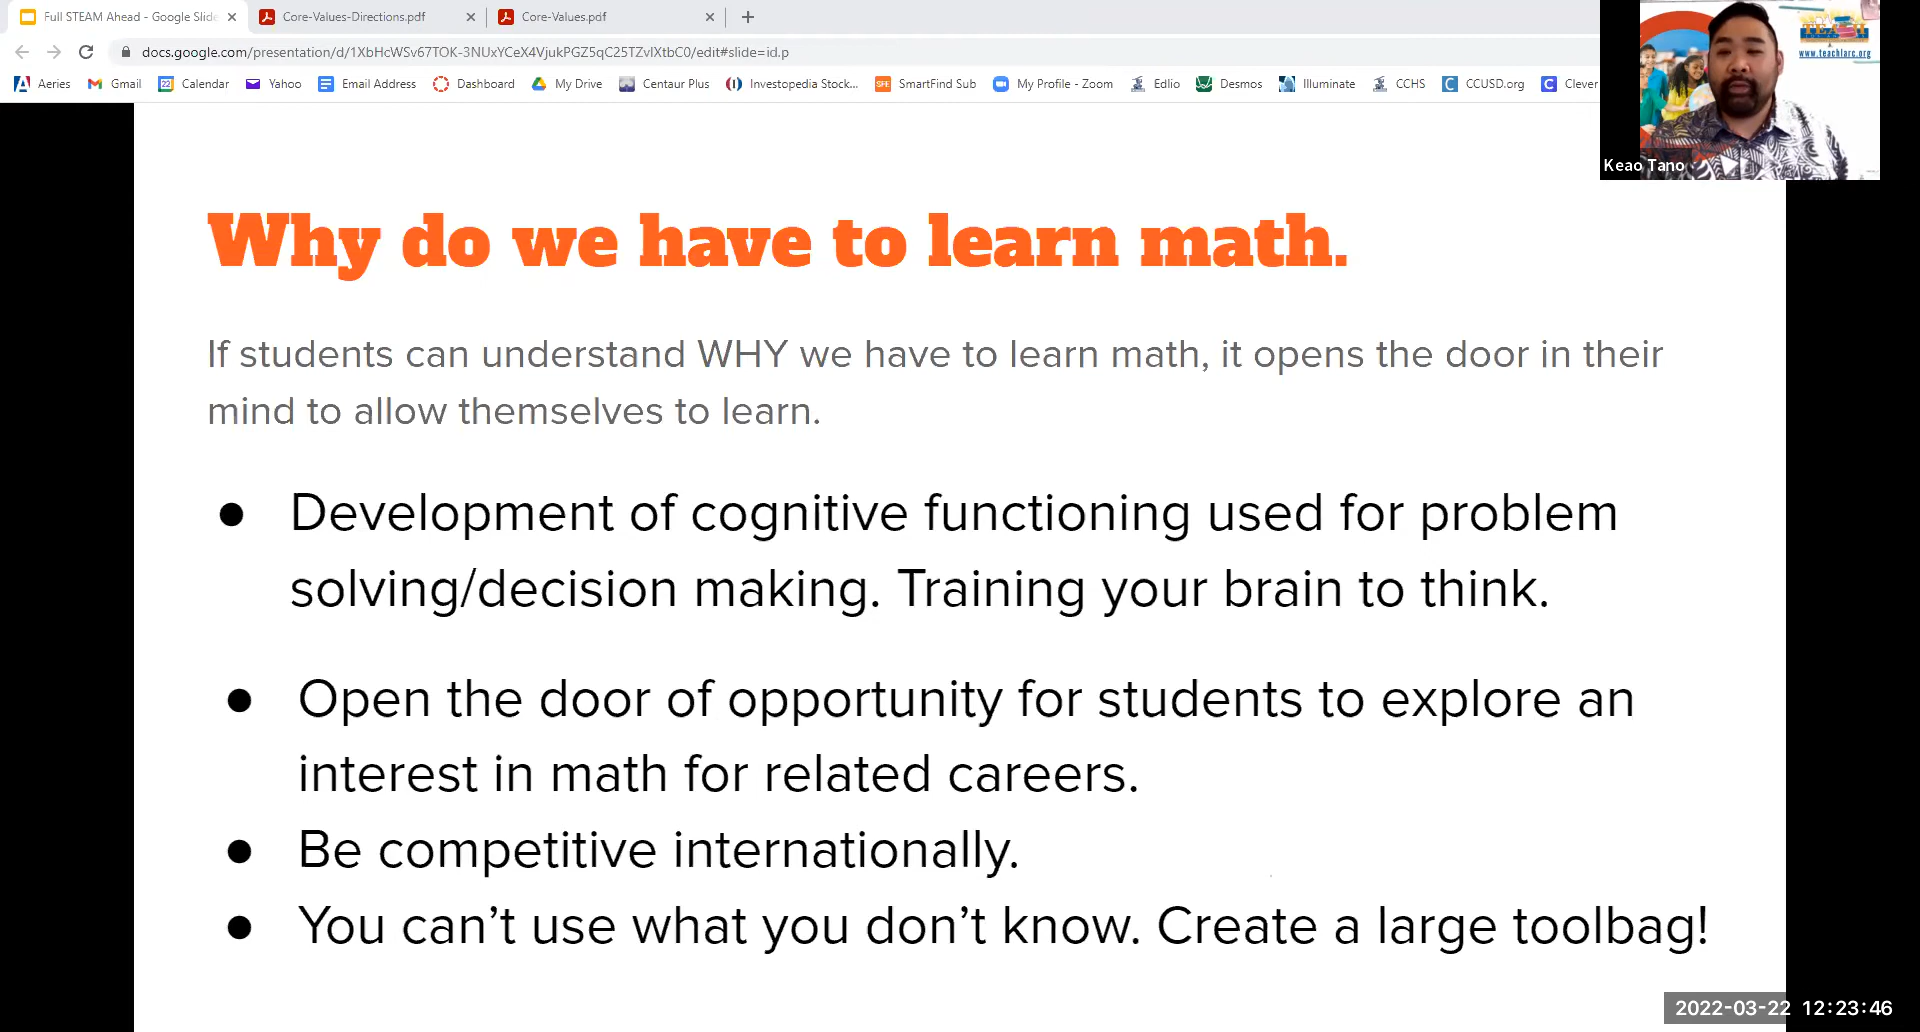 Full STEAM Ahead - Google Slide
Core-Values-Directions.pdf
Core-Values.pdf
docs.google.com/presentation/d/1XbHcWSv67TOK-3NUxYCeX4VjukPGZ5qC25TZvlXtbC0/edit#slide=id.p
Aeries
Gmail
22 Calendar
Yahoo
Email Address
Dashboard
My Drive
Centaur Plus
Investopedia Stock...
SFE SmartFind Sub
My Profile - Zoom
Edlio
Desmos
Illuminate
CCHS
C CCUSD.org
C Clever
TEACH
www.teachlarc.org
Keao Tano
Why do we have to learn math.
If students can understand WHY we have to learn math, it opens the door in their
mind to allow themselves to learn.
● Development of cognitive functioning used for problem
solving/decision making. Training your brain to think.
● Open the door of opportunity for students to explore an
interest in math for related careers.
● Be competitive internationally.
● You can’t use what you don’t know. Create a large toolbag!
2022-03-22 12:23:46